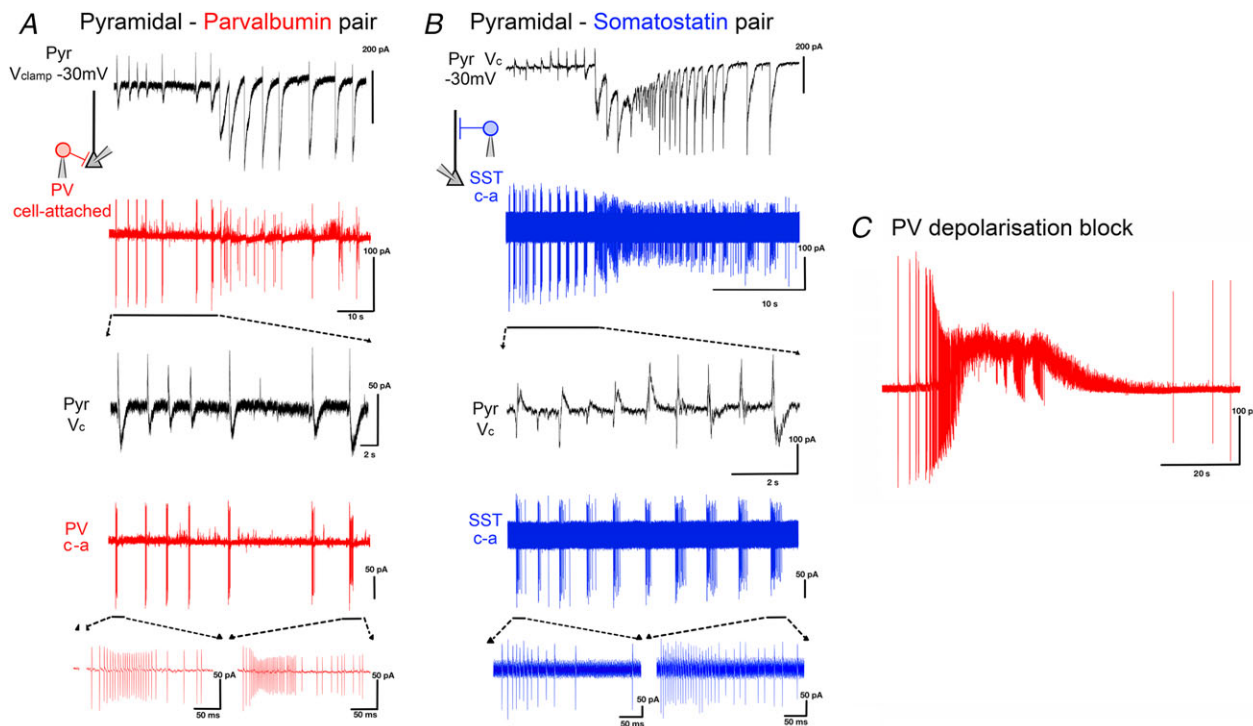 A Pyramidal - Parvalbumin pair
Pyr
Vclamp -30mV
200 pA
PV
cell-attached
100 pA
10 s
Pyr
Vc
50 pA
2 s
PV
c-a
50 pA
50 pA
50 ms
50 pA
50 ms
B Pyramidal - Somatostatin pair
Pyr Vc
-30mV
200 pA
SST
c-a
100 pA
10 s
Pyr
Vc
100 pA
2 s
SST
c-a
50 pA
50 pA
50 ms
50 pA
50 ms
C PV depolarisation block
100 pA
20 s